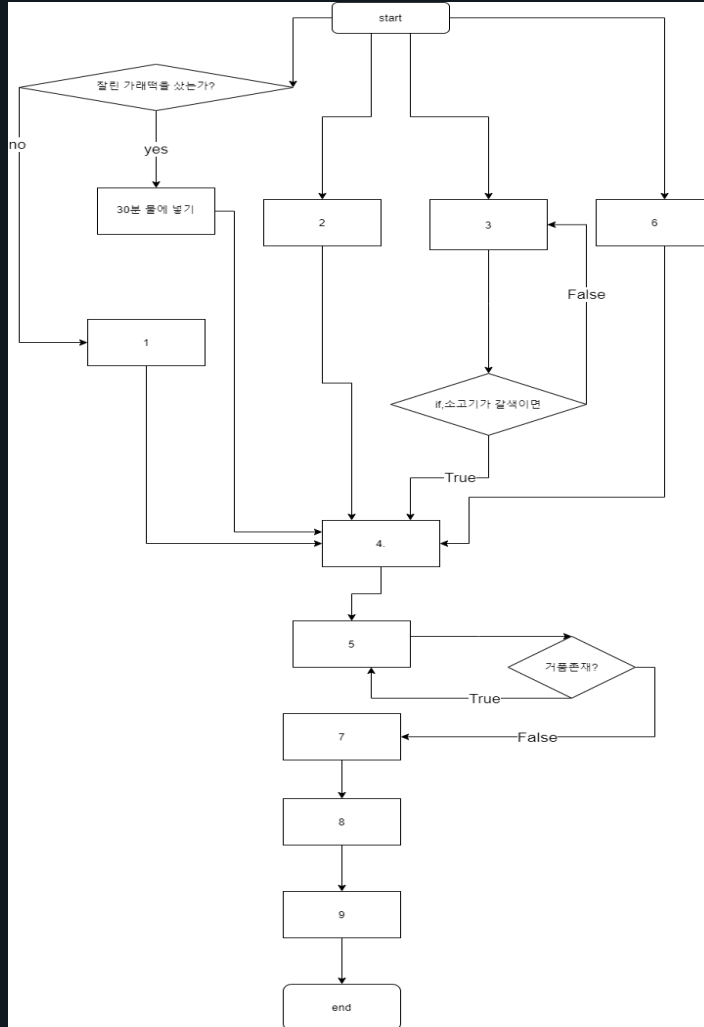 start
잘린 가래떡을 샀는가?
no
yes
30분 물에 넣기
2
3
6
False
1
if,소고기가 갈색이면
True
4.
5
거품존재?
True
7
False
8
9
end